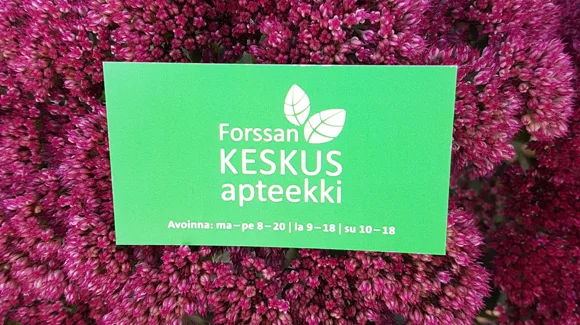 Forssan
KESKUS
apteekki
Avoinna: ma–pe 8–20 | la 9–18 | su 10–18